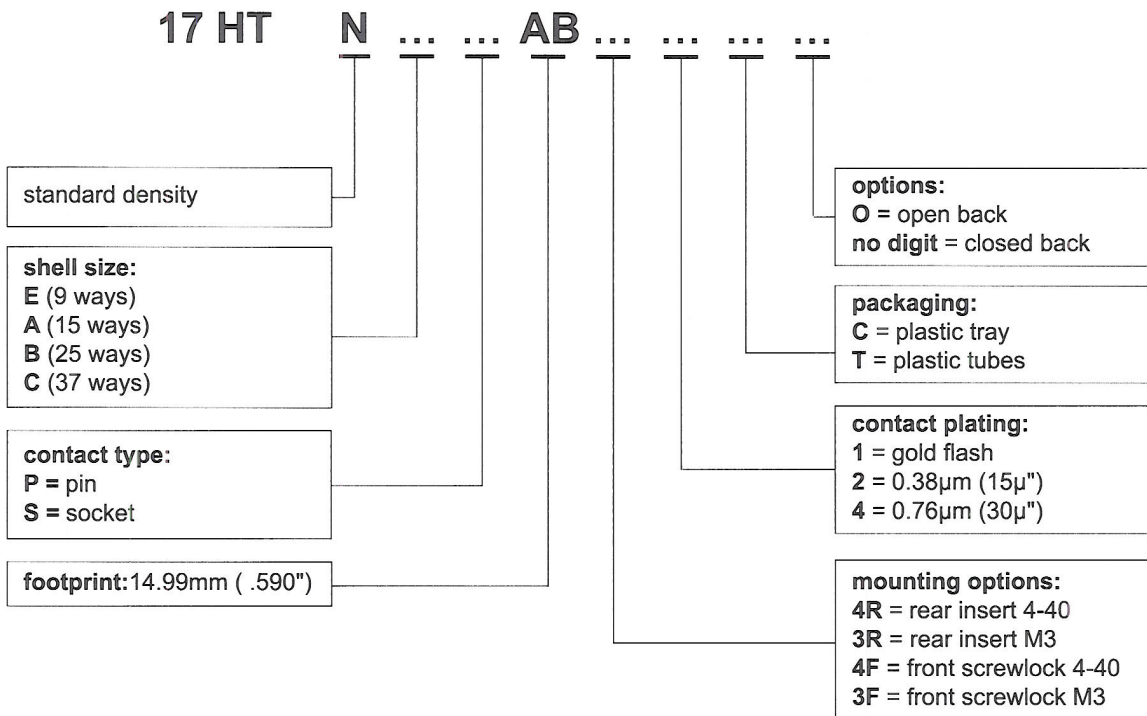 17 HT N ... ... AB ... ... ... ...
standard density
shell size:
E (9 ways)
A (15 ways)
B (25 ways)
C (37 ways)
contact type:
P = pin
S = socket
footprint:14.99mm ( .590")
options:
O = open back
no digit = closed back
packaging:
C = plastic tray
T = plastic tubes
contact plating:
1 = gold flash
2 = 0.38µm (15µ")
4 = 0.76µm (30µ")
mounting options:
4R = rear insert 4-40
3R = rear insert M3
4F = front screwlock 4-40
3F = front screwlock M3